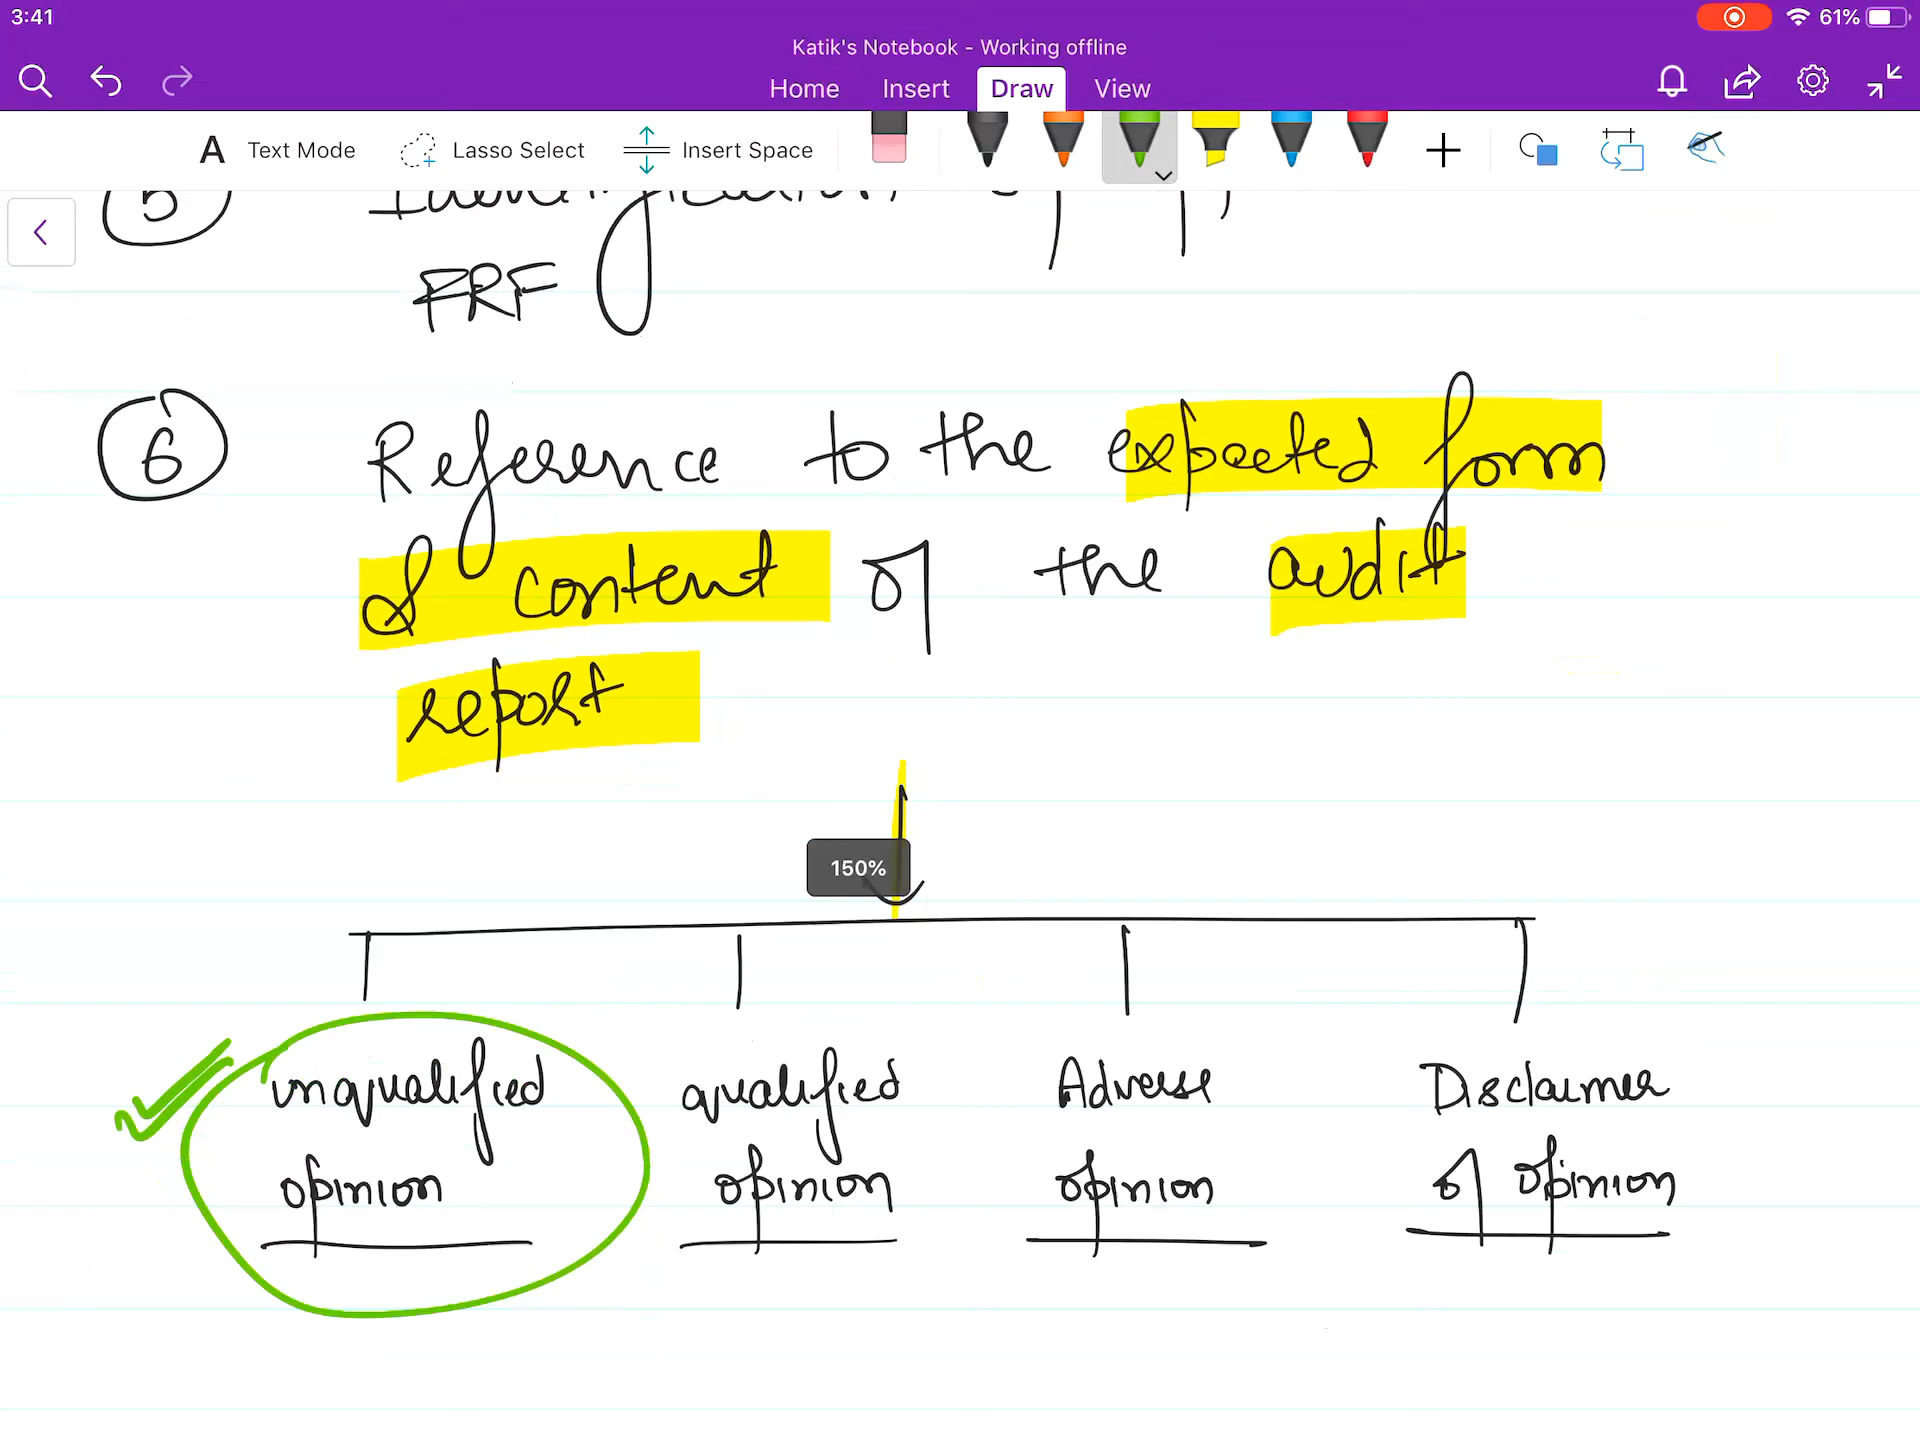 3:41
61%
Katik's Notebook - Working offline
Home Insert Draw View
A Text Mode Lasso Select Insert Space
5 Identification of
FRF
6 Reference to the expected form
& content of the audit
report
150%
unqualified qualified Adverse Disclaimer
opinion opinion opinion of opinion